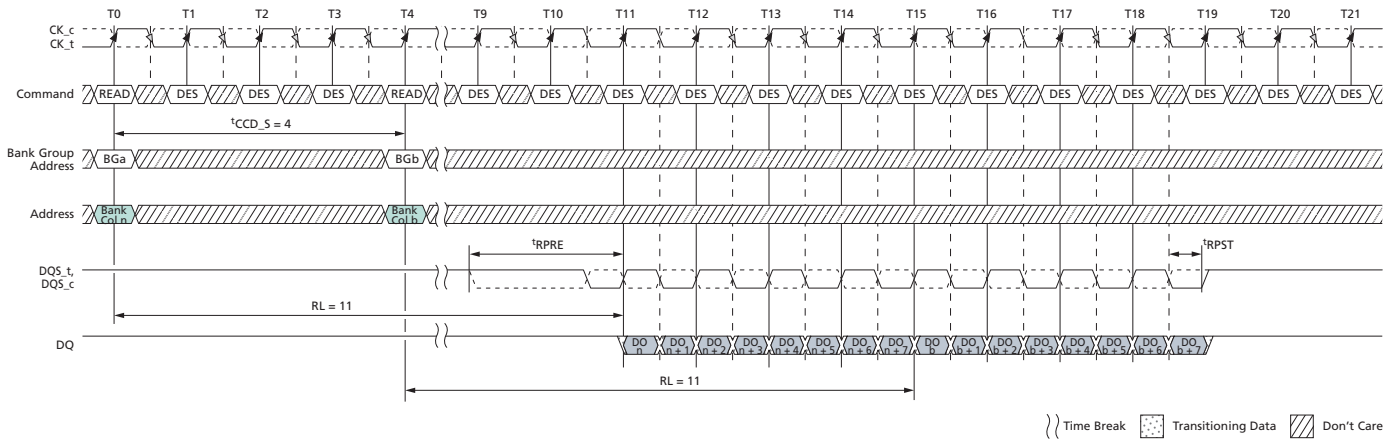 T0 T1 T2 T3 T4 T9 T10 T11 T12 T13 T14 T15 T16 T17 T18 T19 T20 T21
CK_c
CK_t
Command READ DES DES DES READ DES DES DES DES DES DES DES DES DES DES DES DES DES
tCCD_S = 4
Bank Group
Address
BGa BGb
Address
Bank
Col n
Bank
Col b
tRPRE tRPST
DQS_t,
DQS_c
RL = 11
DQ
DO
n
DO
n + 1
DO
n + 2
DO
n + 3
DO
n + 4
DO
n + 5
DO
n + 6
DO
n + 7
DO
b
DO
b + 1
DO
b + 2
DO
b + 3
DO
b + 4
DO
b + 5
DO
b + 6
DO
b + 7
RL = 11
Time Break Transitioning Data Don't Care